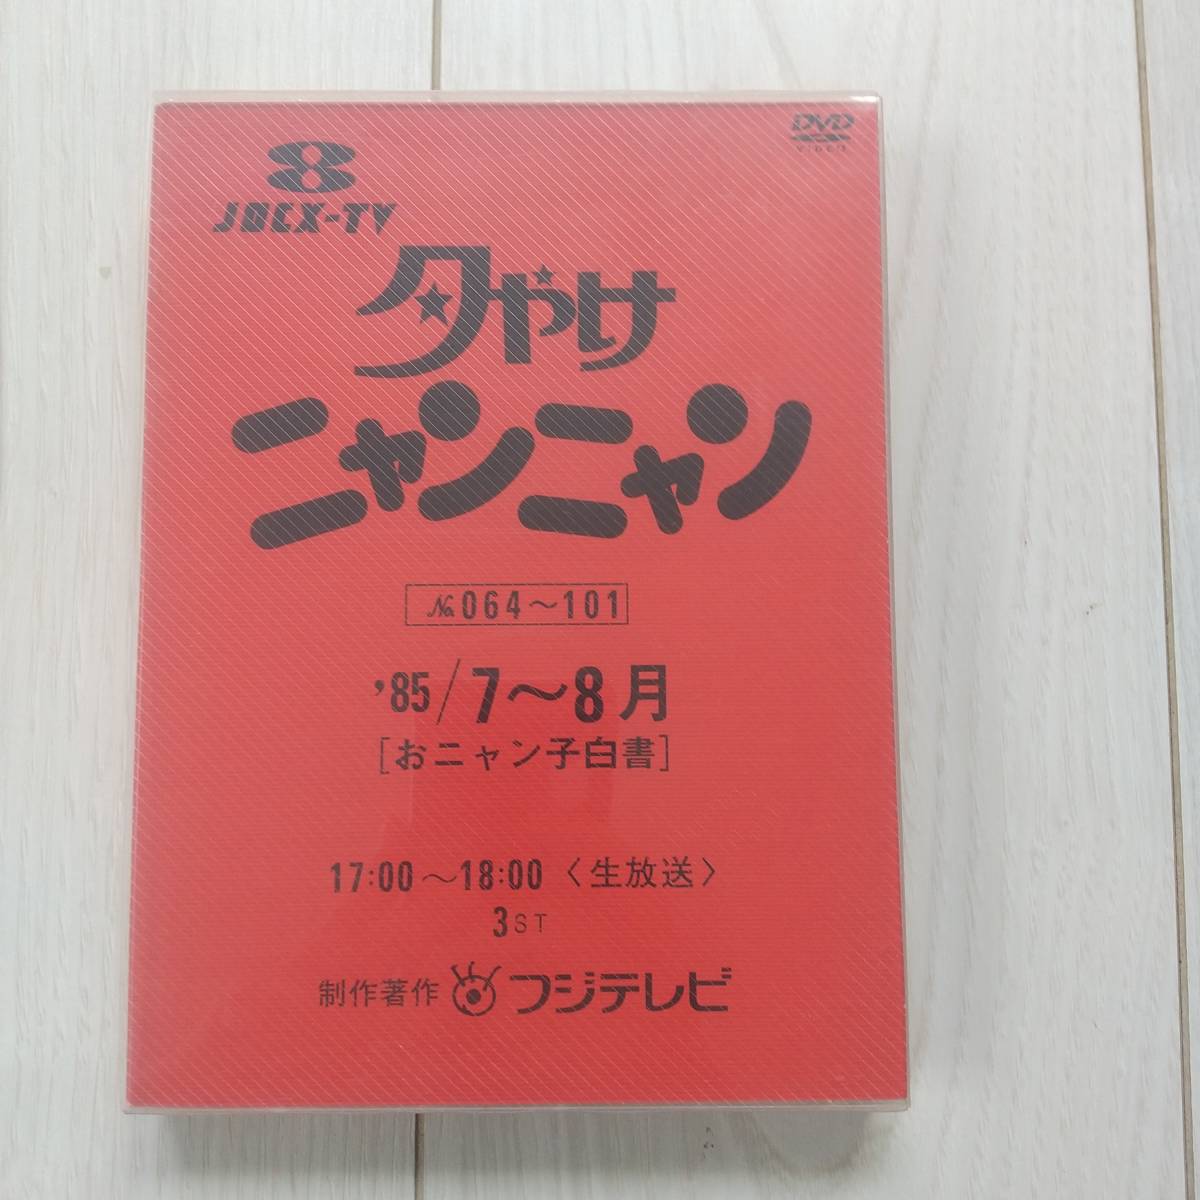 DVD
VIDEO
8
JOCX-TV
夕やけ
ニャンニャン
№064～101
'85/7～8月
[おニャン子白書]
17:00～18:00〈生放送〉
3ST
制作著作 フジテレビ